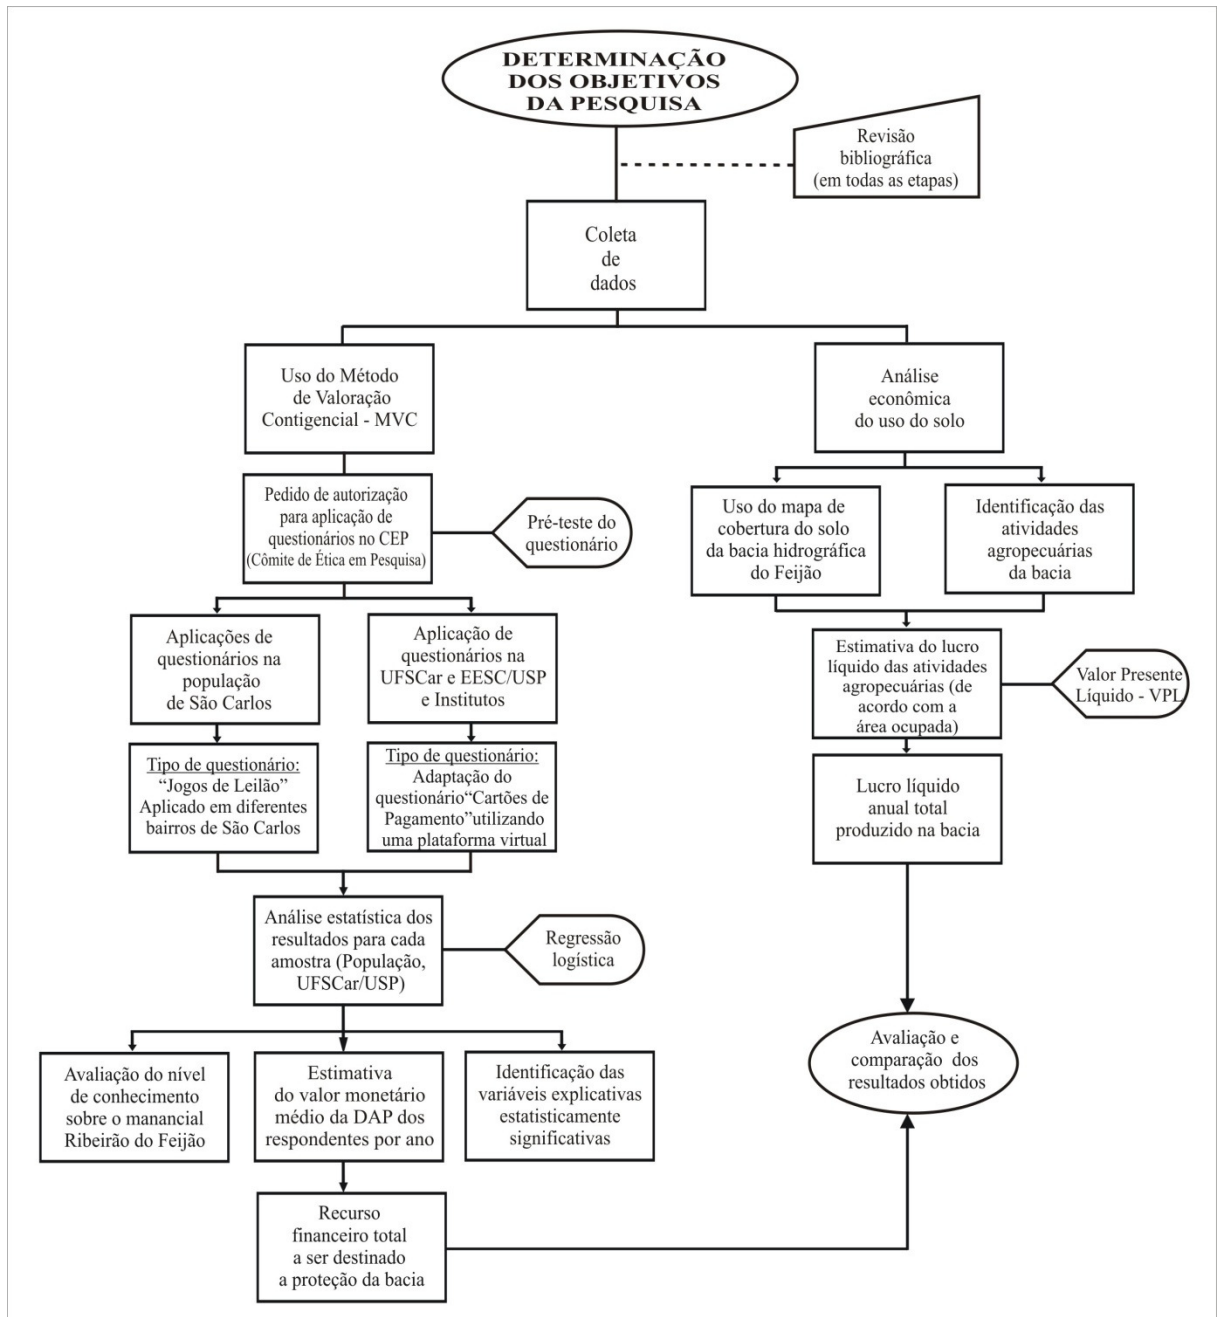 DETERMINAÇÃO
DOS OBJETIVOS
DA PESQUISA
Revisão
bibliográfica
(em todas as etapas)
Coleta
de
dados
Uso do Método
de Valoração
Contigencial - MVC
Análise
econômica
do uso do solo
Pedido de autorização
para aplicação de
questionários no CEP
(Cômite de Ética em Pesquisa)
Pré-teste do
questionário
Uso do mapa de
cobertura do solo
da bacia hidrográfica
do Feijão
Identificação das
atividades
agropecuárias
da bacia
Aplicações de
questionários na
população
de São Carlos
Aplicação de
questionários na
UFSCar e EESC/USP
e Institutos
Estimativa do lucro
líquido das atividades
agropecuárias (de
acordo com a
área ocupada)
Valor Presente
Líquido - VPL
Tipo de questionário:
“Jogos de Leilão”
Aplicado em diferentes
bairros de São Carlos
Tipo de questionário:
Adaptação do
questionário“Cartões de
Pagamento”utilizando
uma plataforma virtual
Lucro líquido
anual total
produzido na bacia
Análise estatística dos
resultados para cada
amostra (População,
UFSCar/USP)
Regressão
logística
Avaliação do nível
de conhecimento
sobre o manancial
Ribeirão do Feijão
Estimativa
do valor monetário
médio da DAP dos
respondentes por ano
Identificação das
variáveis explicativas
estatisticamente
significativas
Avaliação e
comparação dos
resultados obtidos
Recurso
financeiro total
a ser destinado
a proteção da bacia